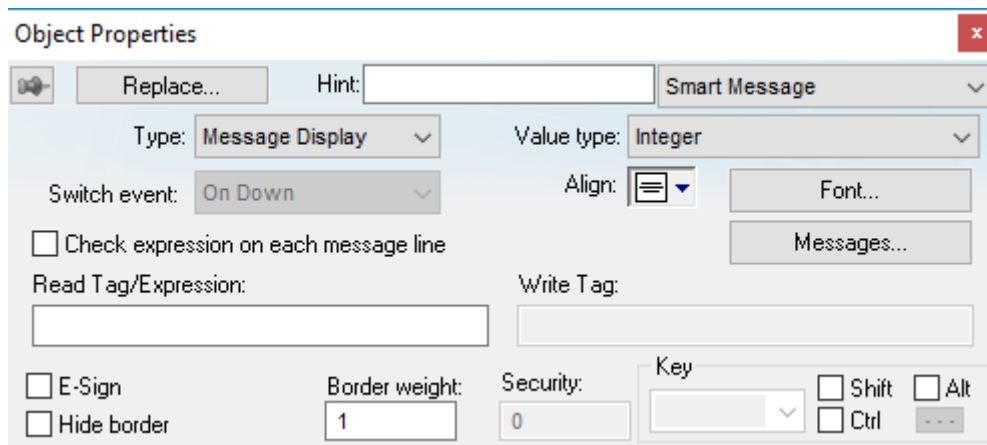 Object Properties
x
Replace... Hint: Smart Message
Type: Message Display Value type: Integer
Switch event: On Down Align: Font...
Check expression on each message line Messages...
Read Tag/Expression: Write Tag:
E-Sign Border weight: Security: Key Shift Alt
Hide border 1 0 Ctrl ---